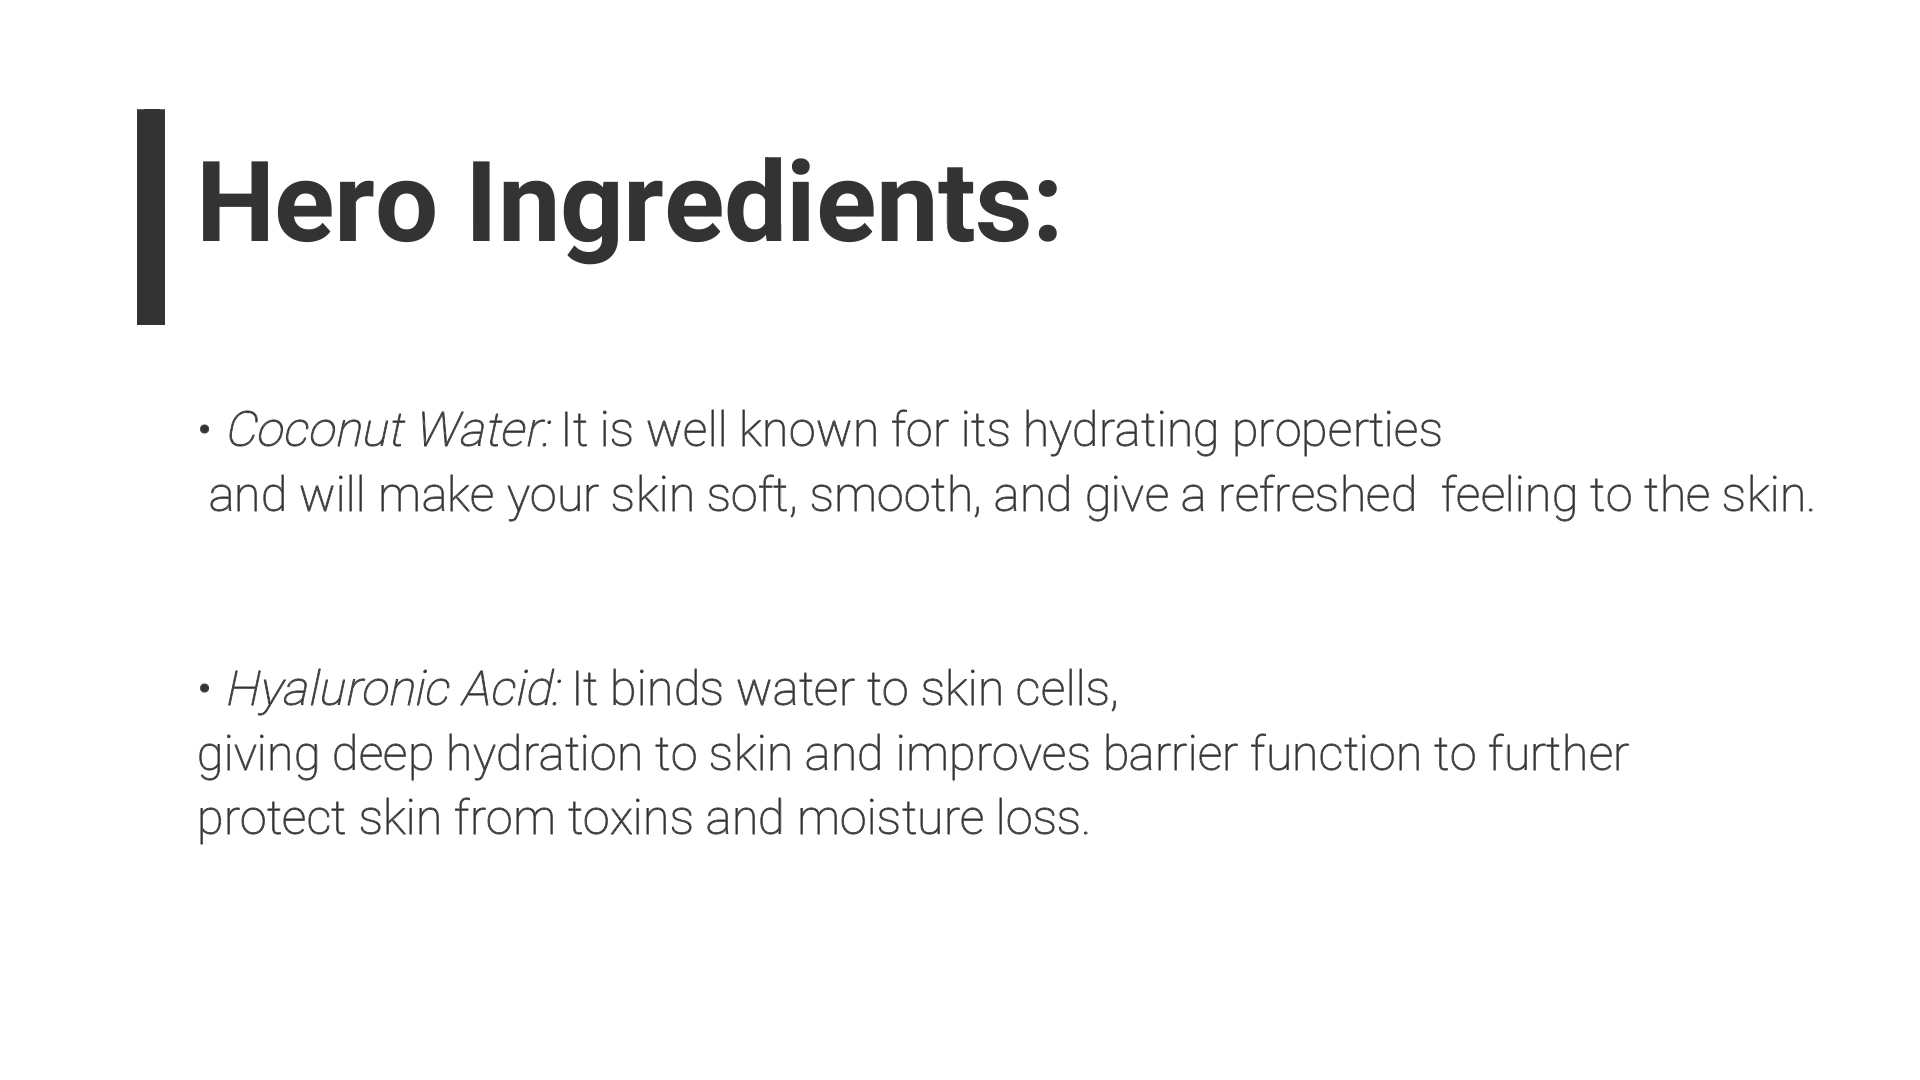 Hero Ingredients:
• Coconut Water: It is well known for its hydrating properties
and will make your skin soft, smooth, and give a refreshed  feeling to the skin.
• Hyaluronic Acid: It binds water to skin cells,
giving deep hydration to skin and improves barrier function to further
protect skin from toxins and moisture loss.